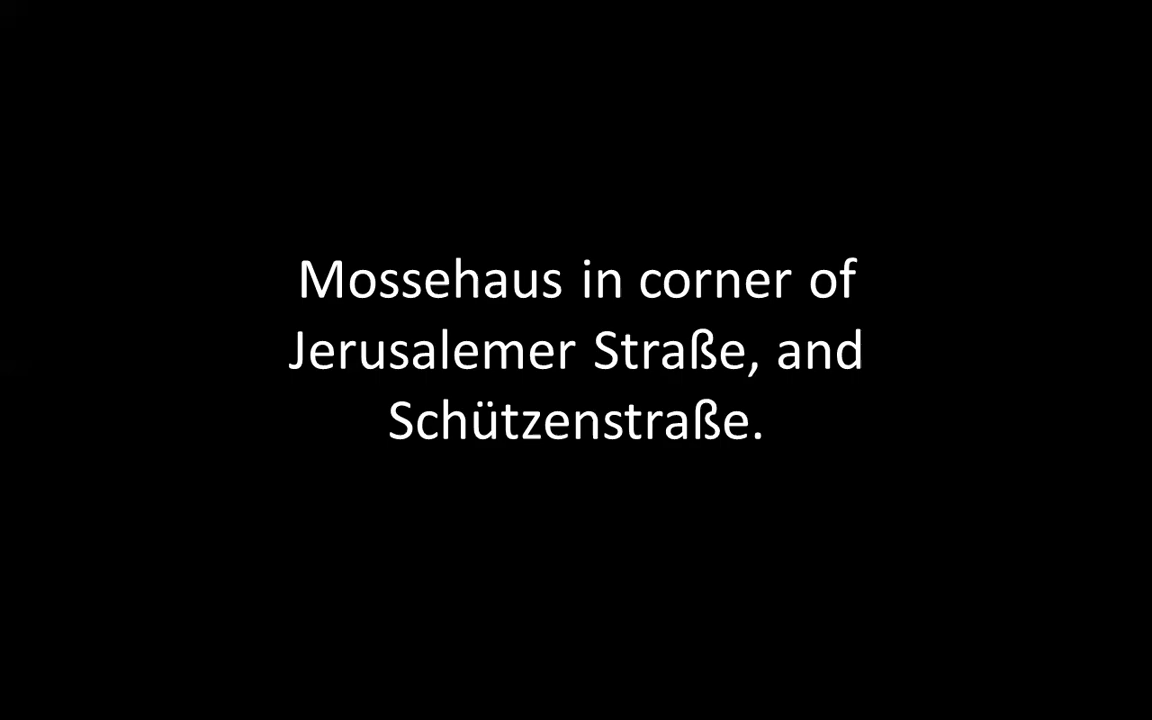 Mossehaus in corner of
Jerusalemer Straße, and
Schützenstraße.